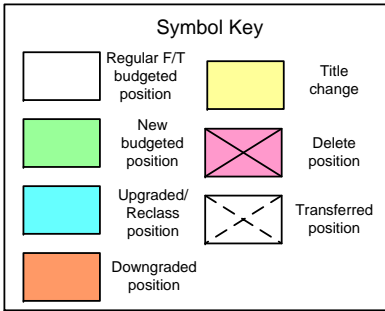 Symbol Key
Regular F/T
budgeted
position
New
budgeted
position
Upgraded/
Reclass
position
Downgraded
position
Title
change
Delete
position
Transferred
position